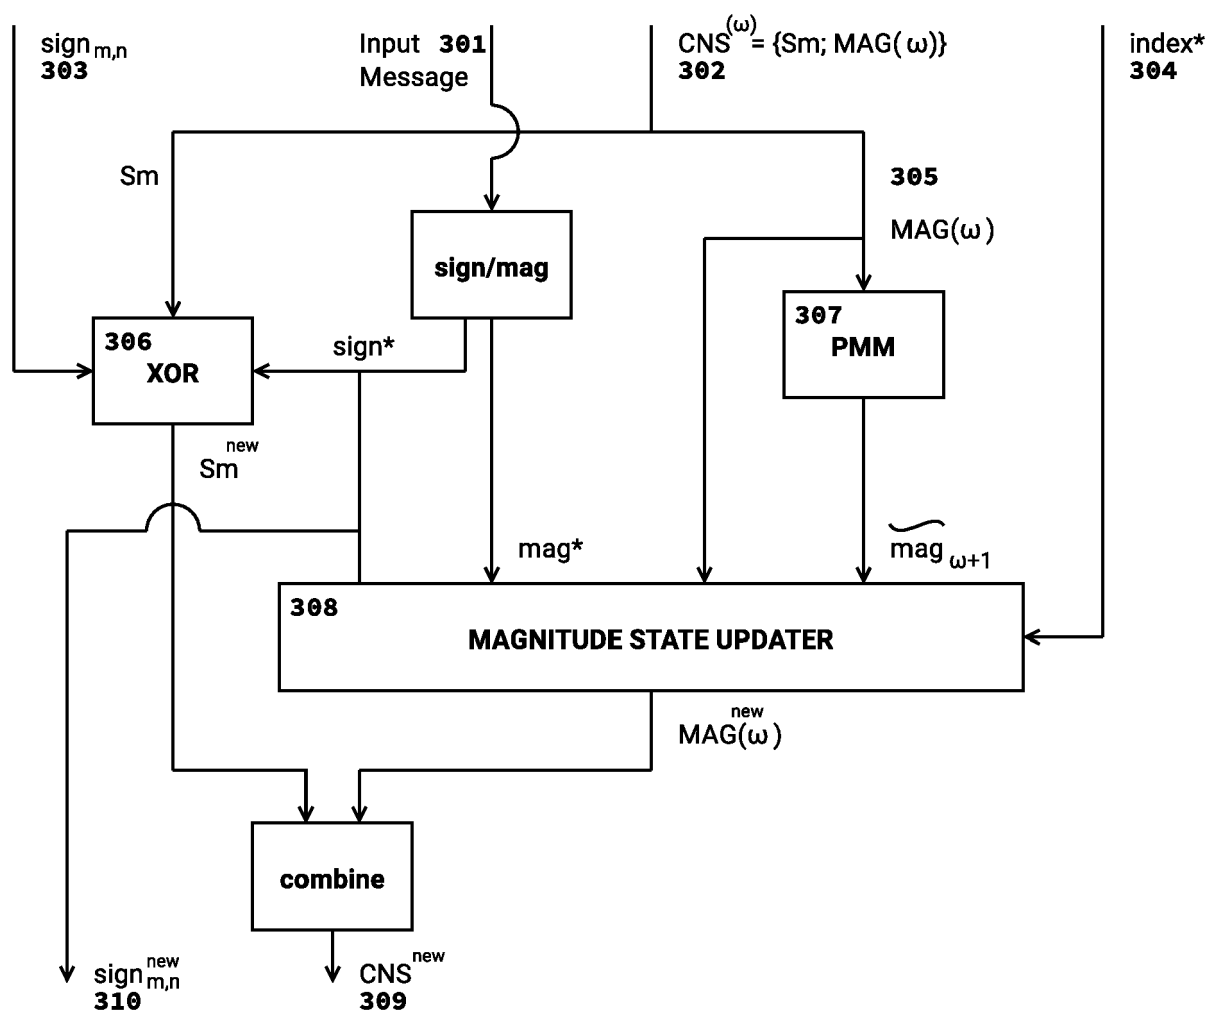 sign m,n
303
Input 301
Message
CNS(ω) = {Sm; MAG(ω)}
302
index*
304
Sm
305
MAG(ω)
sign/mag
307
PMM
306
XOR
sign*
Sm new
mag*
m͠ag ω+1
308
MAGNITUDE STATE UPDATER
MAG(ω) new
combine
sign new m,n
310
CNS new
309